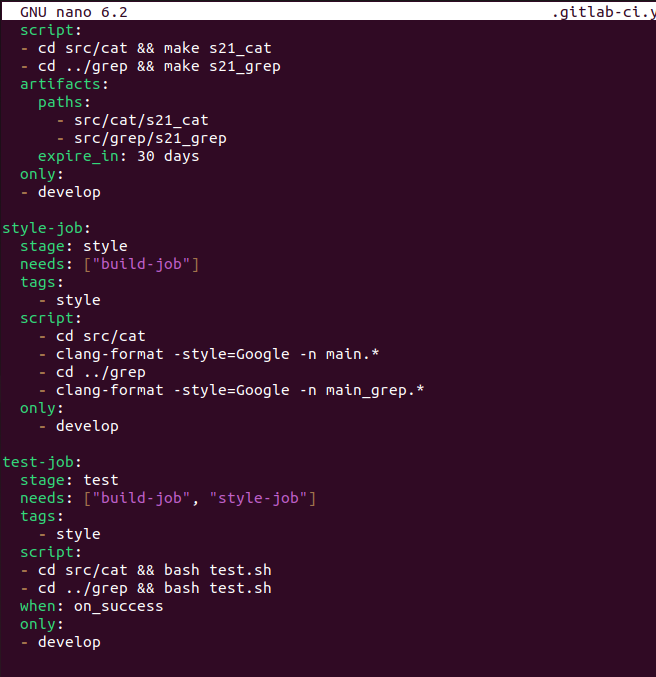 GNU nano 6.2 .gitlab-ci.y
script:
- cd src/cat && make s21_cat
- cd ../grep && make s21_grep
artifacts:
paths:
- src/cat/s21_cat
- src/grep/s21_grep
expire_in: 30 days
only:
- develop
style-job:
stage: style
needs: ["build-job"]
tags:
- style
script:
- cd src/cat
- clang-format -style=Google -n main.*
- cd ../grep
- clang-format -style=Google -n main_grep.*
only:
- develop
test-job:
stage: test
needs: ["build-job", "style-job"]
tags:
- style
script:
- cd src/cat && bash test.sh
- cd ../grep && bash test.sh
when: on_success
only:
- develop